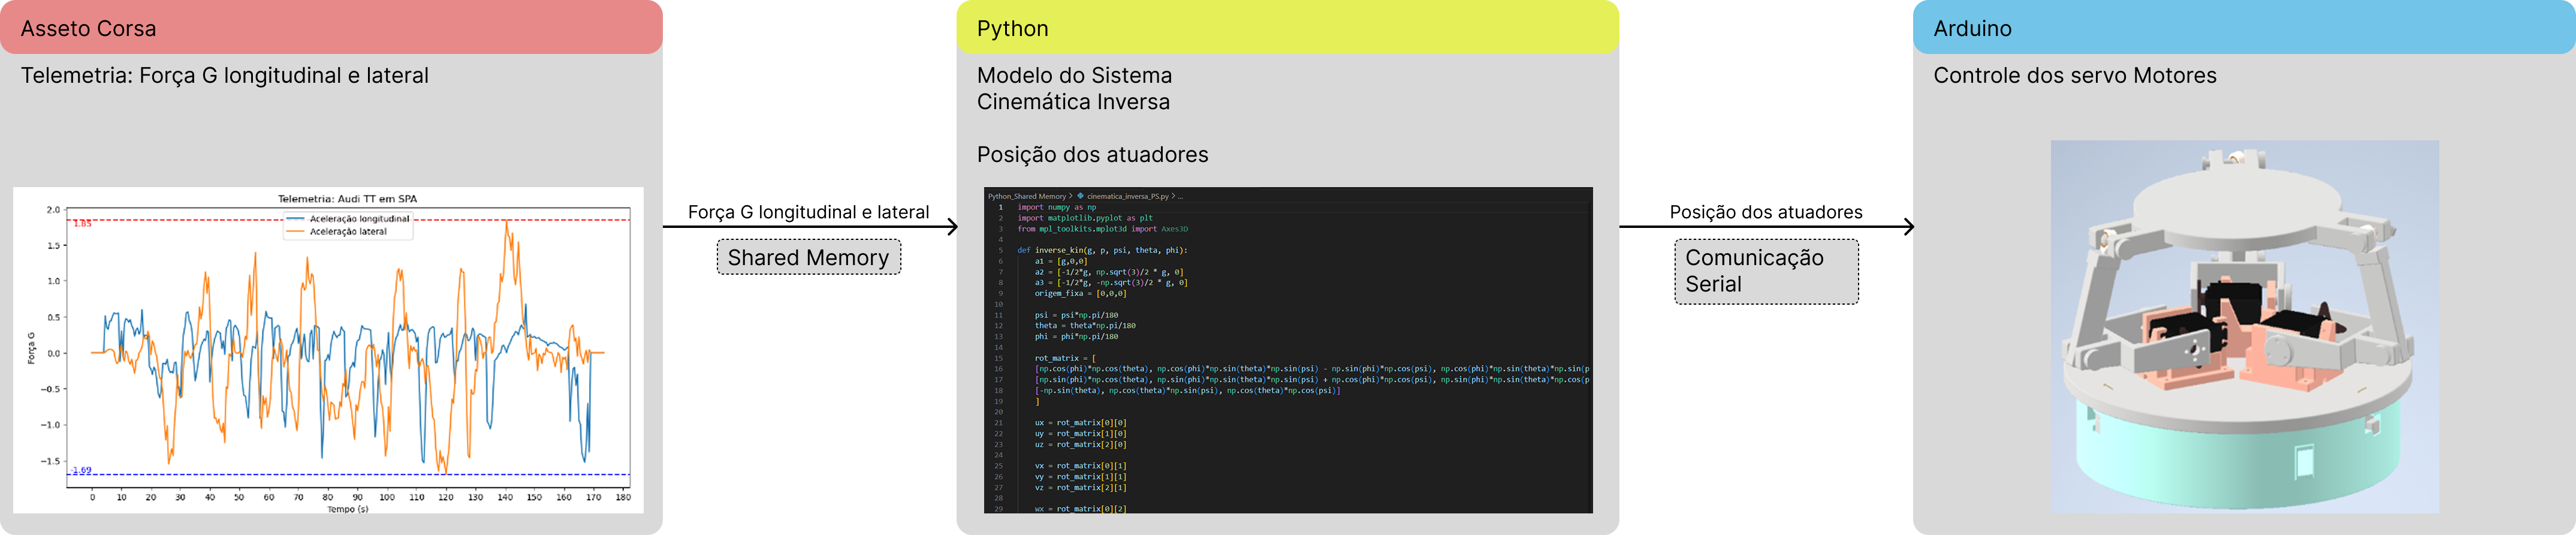 Asseto Corsa
Telemetria: Força G longitudinal e lateral
Telemetria: Audi TT em SPA
Aceleração longitudinal
Aceleração lateral
2.0
1.85
1.5
1.0
0.5
0.0
−0.5
−1.0
−1.5
-1.69
Força G
0 10 20 30 40 50 60 70 80 90 100 110 120 130 140 150 160 170 180
Tempo (s)
Força G longitudinal e lateral
Shared Memory
Python
Modelo do Sistema
Cinemática Inversa
Posição dos atuadores
Python_Shared Memory > cinematica_inversa_PS.py > ...
1 import numpy as np
2 import matplotlib.pyplot as plt
3 from mpl_toolkits.mplot3d import Axes3D
4
5 def inverse_kin(g, p, psi, theta, phi):
6 a1 = [g,0,0]
7 a2 = [-1/2*g, np.sqrt(3)/2 * g, 0]
8 a3 = [-1/2*g, -np.sqrt(3)/2 * g, 0]
9 origem_fixa = [0,0,0]
10
11 psi = psi*np.pi/180
12 theta = theta*np.pi/180
13 phi = phi*np.pi/180
14
15 rot_matrix = [
16 [np.cos(phi)*np.cos(theta), np.cos(phi)*np.sin(theta)*np.sin(psi) - np.sin(phi)*np.cos(psi), np.cos(phi)*np.sin(theta)*np.sin(p
17 [np.sin(phi)*np.cos(theta), np.sin(phi)*np.sin(theta)*np.sin(psi) + np.cos(phi)*np.cos(psi), np.sin(phi)*np.sin(theta)*np.cos(p
18 [-np.sin(theta), np.cos(theta)*np.sin(psi), np.cos(theta)*np.cos(psi)]
19 ]
20
21 ux = rot_matrix[0][0]
22 uy = rot_matrix[1][0]
23 uz = rot_matrix[2][0]
24
25 vx = rot_matrix[0][1]
26 vy = rot_matrix[1][1]
27 vz = rot_matrix[2][1]
28
29 wx = rot_matrix[0][2]
Posição dos atuadores
Comunicação
Serial
Arduino
Controle dos servo Motores